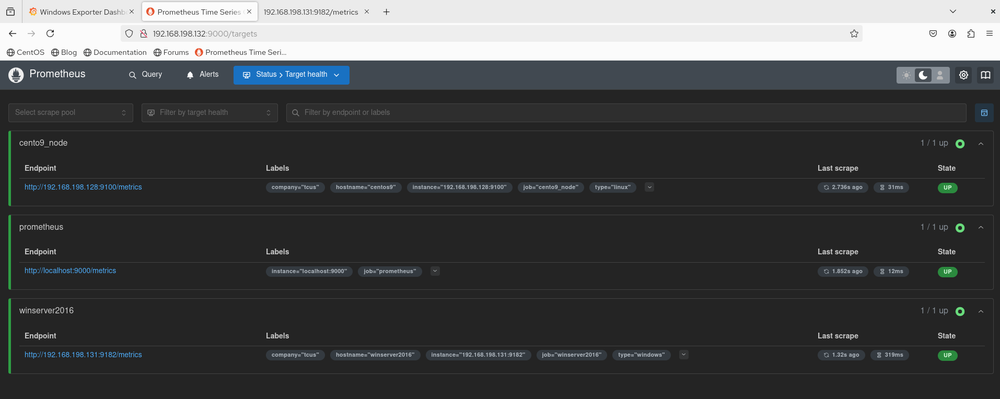 Windows Exporter Dashb
Prometheus Time Series
192.168.198.131:9182/metrics
192.168.198.132:9000/targets
CentOS Blog Documentation Forums Prometheus Time Seri...
Prometheus Query Alerts Status > Target health
Select scrape pool Filter by target health Filter by endpoint or labels
cento9_node 1 / 1 up
Endpoint Labels Last scrape State
http://192.168.198.128:9100/metrics company="tcus" hostname="centos9" instance="192.168.198.128:9100" job="cento9_node" type="linux" 2.736s ago 31ms UP
prometheus 1 / 1 up
Endpoint Labels Last scrape State
http://localhost:9000/metrics instance="localhost:9000" job="prometheus" 1.852s ago 12ms UP
winserver2016 1 / 1 up
Endpoint Labels Last scrape State
http://192.168.198.131:9182/metrics company="tcus" hostname="winserver2016" instance="192.168.198.131:9182" job="winserver2016" type="windows" 1.32s ago 319ms UP